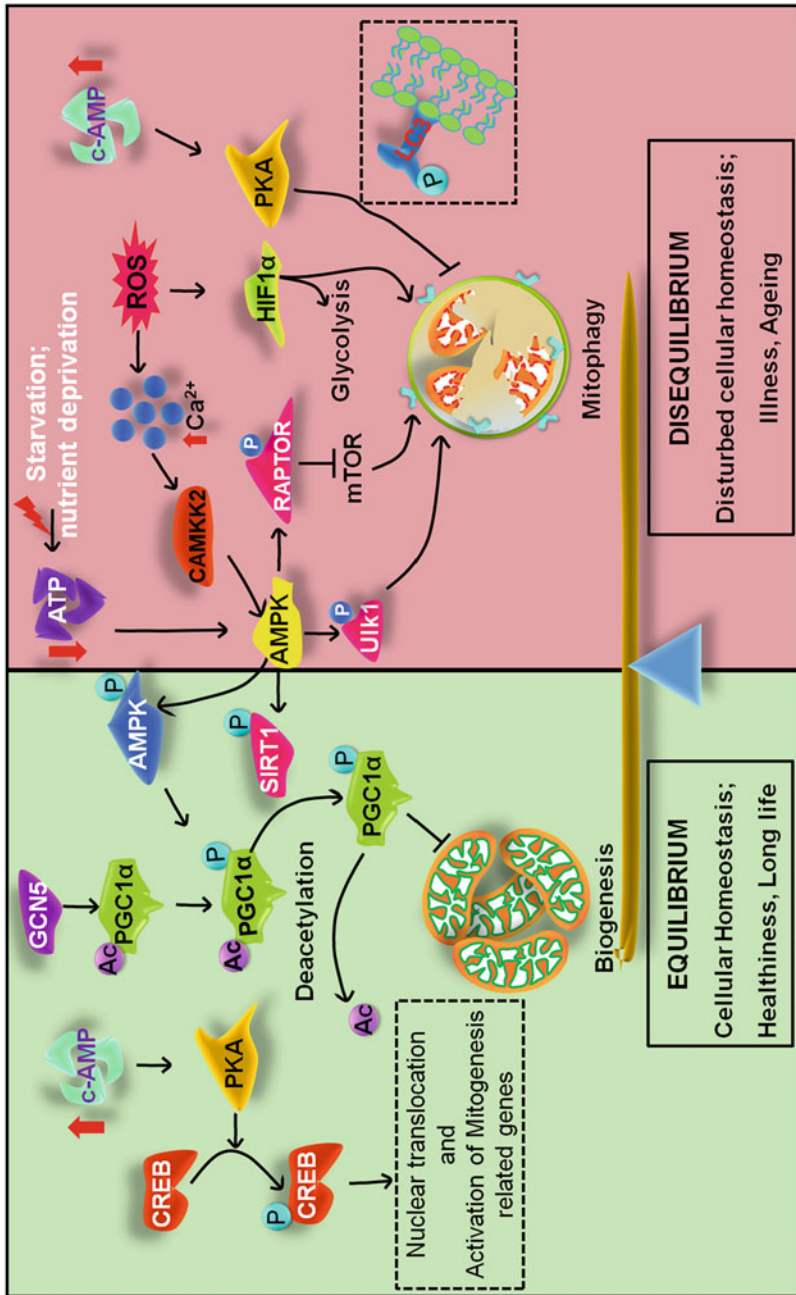 c-AMP
PKA
CREB
P
CREB
Nuclear translocation
and
Activation of Mitogenesis
related genes
GCN5
Ac
PGC1α
P
Ac
PGC1α
Deacetylation
Ac
P
PGC1α
P
AMPK
P
SIRT1
Biogenesis
EQUILIBRIUM
Cellular Homeostasis;
Healthiness, Long life
Starvation;
nutrient deprivation
ATP
ROS
c-AMP
Ca2+
CAMKK2
AMPK
P
RAPTOR
mTOR
P
Ulk1
HIF1α
Glycolysis
PKA
LC3
P
Mitophagy
DISEQUILIBRIUM
Disturbed cellular homeostasis;
Illness, Ageing